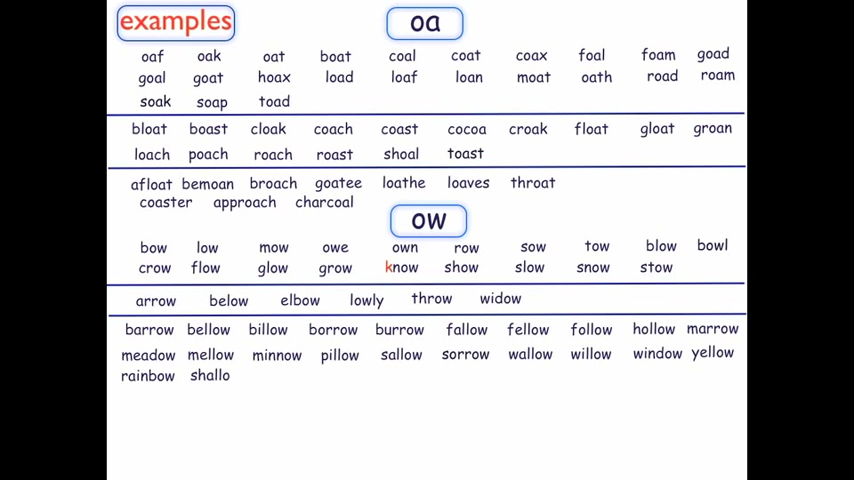 examples oa
oaf oak oat boat coal coat coax foal foam goad
goal goat hoax load loaf loan moat oath road roam
soak soap toad
bloat boast cloak coach coast cocoa croak float gloat groan
loach poach roach roast shoal toast
afloat bemoan broach goatee loathe loaves throat
coaster approach charcoal
ow
bow low mow owe own row sow tow blow bowl
crow flow glow grow know show slow snow stow
arrow below elbow lowly throw widow
barrow bellow billow borrow burrow fallow fellow follow hollow marrow
meadow mellow minnow pillow sallow sorrow wallow willow window yellow
rainbow shallo